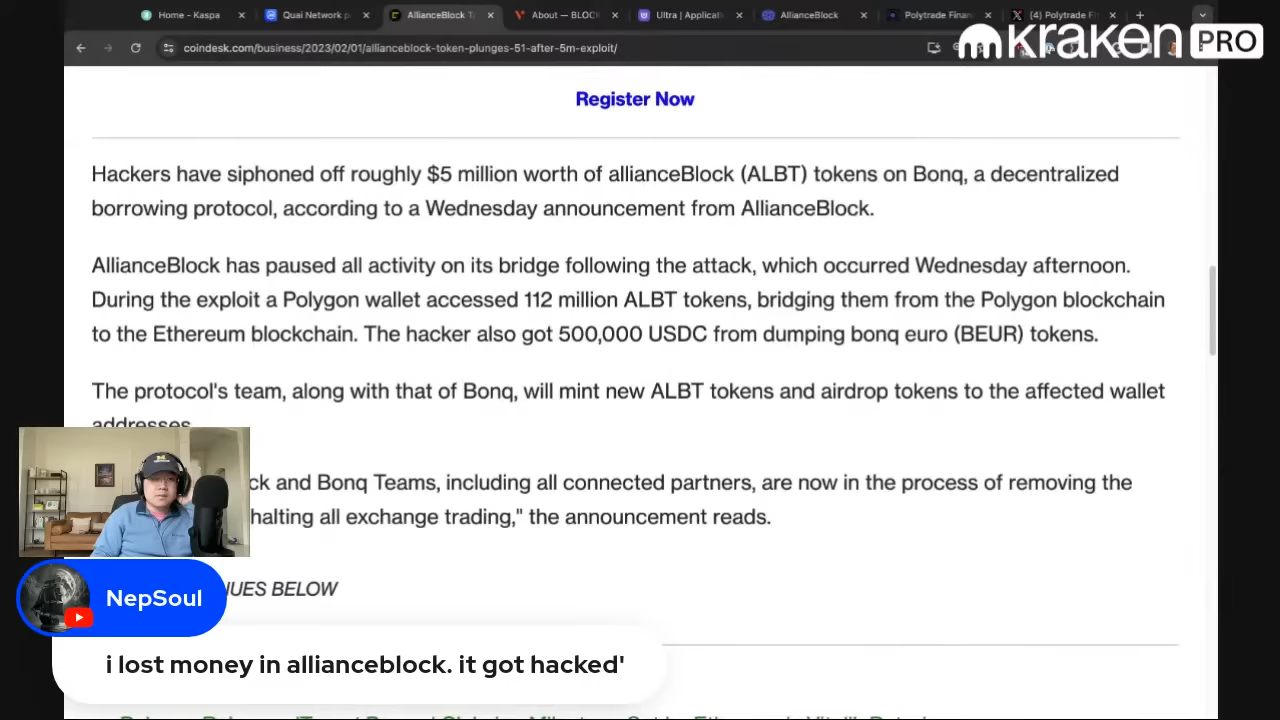 Home - Kaspa
Quai Network p
AllianceBlock T
About — BLOCK
Ultra | Applicati
AllianceBlock
Polytrade Finan
(4) Polytrade Fi
coindesk.com/business/2023/02/01/allianceblock-token-plunges-51-after-5m-exploit/
kraken PRO
Register Now
Hackers have siphoned off roughly $5 million worth of allianceBlock (ALBT) tokens on Bonq, a decentralized
borrowing protocol, according to a Wednesday announcement from AllianceBlock.
AllianceBlock has paused all activity on its bridge following the attack, which occurred Wednesday afternoon.
During the exploit a Polygon wallet accessed 112 million ALBT tokens, bridging them from the Polygon blockchain
to the Ethereum blockchain. The hacker also got 500,000 USDC from dumping bonq euro (BEUR) tokens.
The protocol's team, along with that of Bonq, will mint new ALBT tokens and airdrop tokens to the affected wallet
addresses.
ck and Bonq Teams, including all connected partners, are now in the process of removing the
halting all exchange trading," the announcement reads.
NUES BELOW
NepSoul
i lost money in allianceblock. it got hacked'